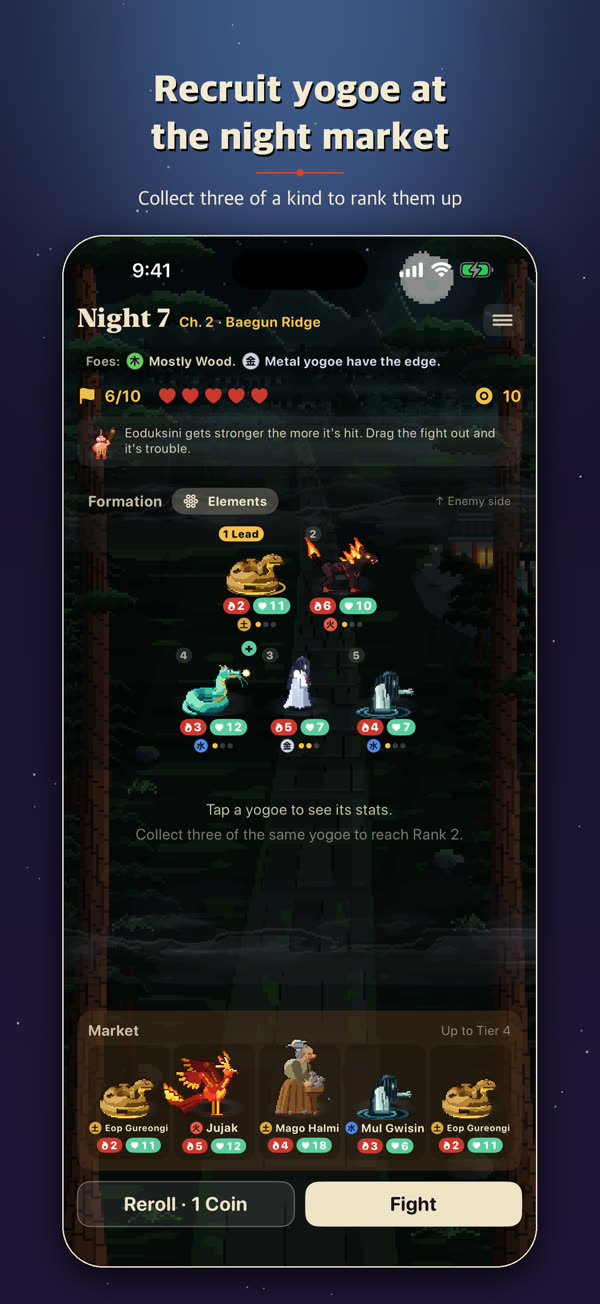 Recruit yogoe at
the night market
Collect three of a kind to rank them up
9:41
Night 7 Ch. 2 · Baegun Ridge
Foes: 木 Mostly Wood. 金 Metal yogoe have the edge.
6/10 10
Eoduksini gets stronger the more it's hit. Drag the fight out and
it's trouble.
Formation Elements ↑ Enemy side
1 Lead 2
2 11 6 10
土 火
4 3 5
3 12 5 7 4 7
水 金 水
Tap a yogoe to see its stats.
Collect three of the same yogoe to reach Rank 2.
Market Up to Tier 4
土 Eop Gureongi 火 Jujak 土 Mago Halmi 水 Mul Gwisin 土 Eop Gureongi
2 11 5 12 4 18 3 6 2 11
Reroll · 1 Coin Fight